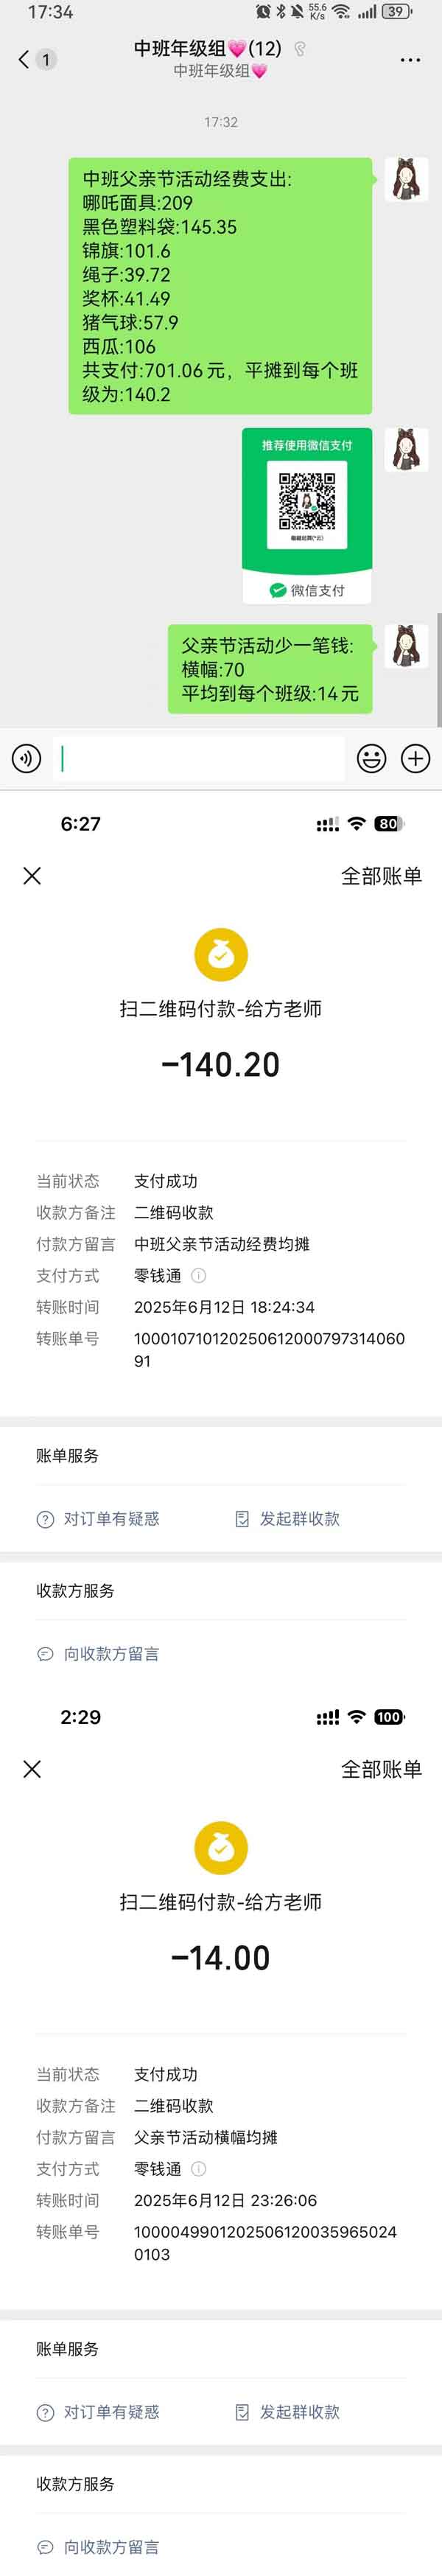 17:34
55.6
K/s
39
1
中班年级组💗(12)
中班年级组💗
17:32
中班父亲节活动经费支出:
哪吒面具:209
黑色塑料袋:145.35
锦旗:101.6
绳子:39.72
奖杯:41.49
猪气球:57.9
西瓜:106
共支付:701.06元，平摊到每个班
级为:140.2
推荐使用微信支付
微信支付
父亲节活动少一笔钱:
横幅:70
平均到每个班级:14元
6:27
80
全部账单
扫二维码付款-给方老师
-140.20
当前状态 支付成功
收款方备注 二维码收款
付款方留言 中班父亲节活动经费均摊
支付方式 零钱通
转账时间 2025年6月12日 18:24:34
转账单号 100010710120250612000797314060
91
账单服务
对订单有疑惑 发起群收款
收款方服务
向收款方留言
2:29
100
全部账单
扫二维码付款-给方老师
-14.00
当前状态 支付成功
收款方备注 二维码收款
付款方留言 父亲节活动横幅均摊
支付方式 零钱通
转账时间 2025年6月12日 23:26:06
转账单号 1000049901202506120035965024
0103
账单服务
对订单有疑惑 发起群收款
收款方服务
向收款方留言